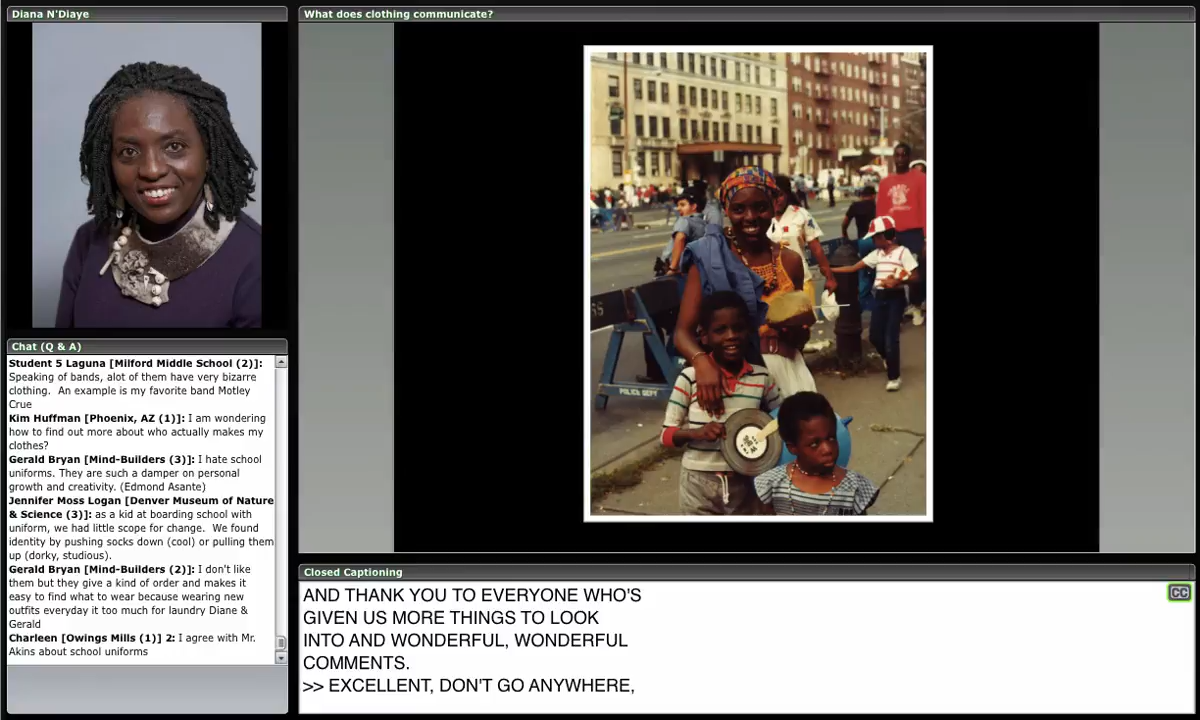 Diana N'Diaye
What does clothing communicate?
Chat (Q & A)
Student 5 Laguna [Milford Middle School (2)]:
Speaking of bands, alot of them have very bizarre
clothing.  An example is my favorite band Motley
Crue
Kim Huffman [Phoenix, AZ (1)]: I am wondering
how to find out more about who actually makes my
clothes?
Gerald Bryan [Mind-Builders (3)]: I hate school
uniforms. They are such a damper on personal
growth and creativity. (Edmond Asante)
Jennifer Moss Logan [Denver Museum of Nature
& Science (3)]: as a kid at boarding school with
uniform, we had little scope for change.  We found
identity by pushing socks down (cool) or pulling them
up (dorky, studious).
Gerald Bryan [Mind-Builders (2)]: I don't like
them but they give a kind of order and makes it
easy to find what to wear because wearing new
outfits everyday it too much for laundry Diane &
Gerald
Charleen [Owings Mills (1)] 2: I agree with Mr.
Akins about school uniforms
POLICE DEPT
Closed Captioning
CC
AND THANK YOU TO EVERYONE WHO'S
GIVEN US MORE THINGS TO LOOK
INTO AND WONDERFUL, WONDERFUL
COMMENTS.
>> EXCELLENT, DON'T GO ANYWHERE,